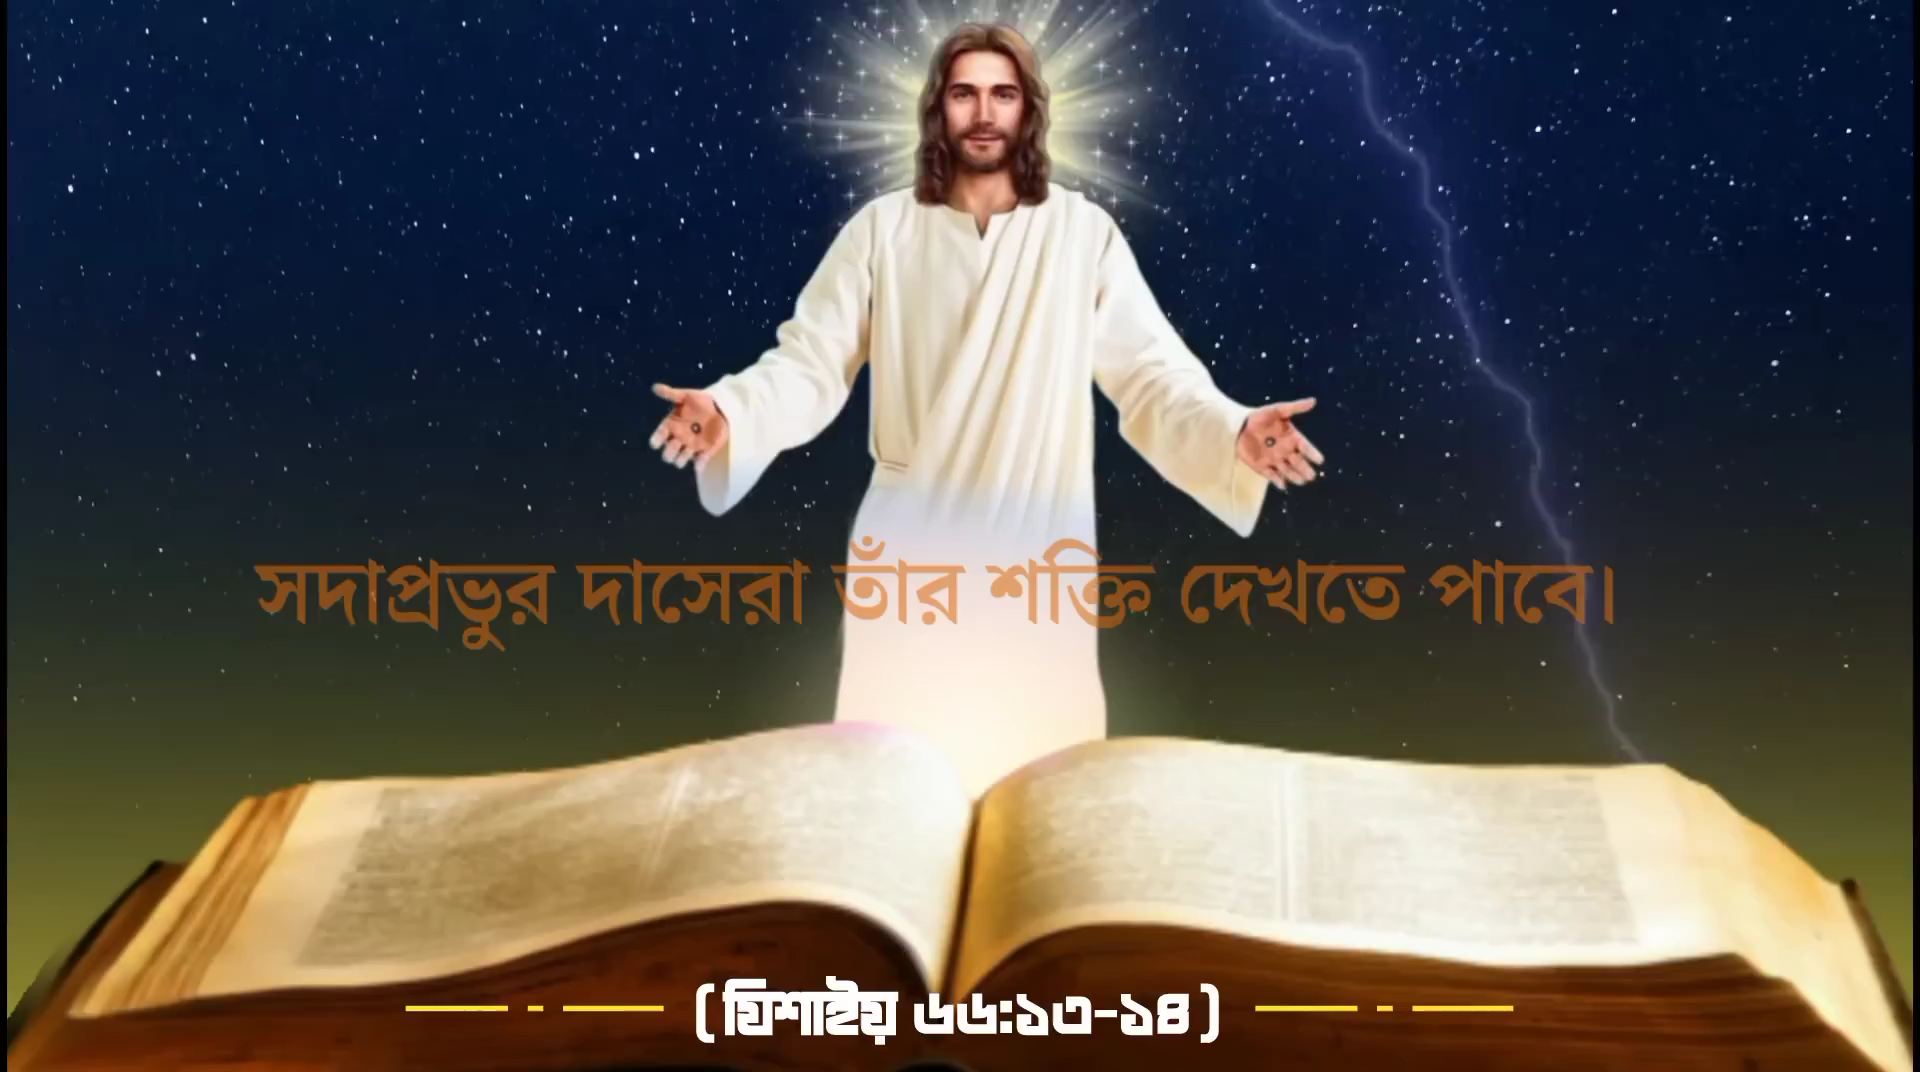 সদাপ্রভুর দাসেরা তাঁর শক্তি দেখতে পাবে।
(যিশাইয় ৬৬:১৩-১৪)